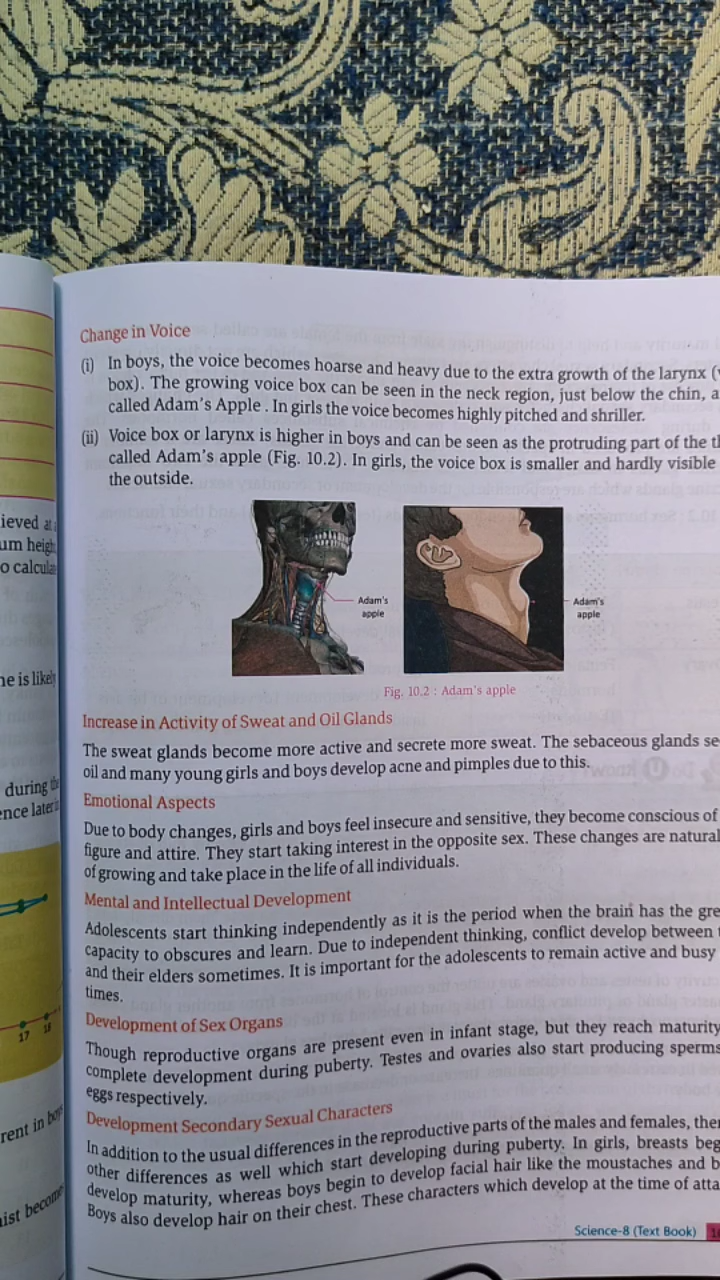 Change in Voice
(i) In boys, the voice becomes hoarse and heavy due to the extra growth of the larynx
box). The growing voice box can be seen in the neck region, just below the chin,
called Adam's Apple . In girls the voice becomes highly pitched and shriller.
(ii) Voice box or larynx is higher in boys and can be seen as the protruding part of the
called Adam's apple (Fig. 10.2). In girls, the voice box is smaller and hardly visible
the outside.
Adam's
apple
Adam's
apple
Fig. 10.2 : Adam's apple
Increase in Activity of Sweat and Oil Glands
The sweat glands become more active and secrete more sweat. The sebaceous glands
oil and many young girls and boys develop acne and pimples due to this.
Emotional Aspects
Due to body changes, girls and boys feel insecure and sensitive, they become conscious of
figure and attire. They start taking interest in the opposite sex. These changes are natural
of growing and take place in the life of all individuals.
Mental and Intellectual Development
Adolescents start thinking independently as it is the period when the brain has the
capacity to obscures and learn. Due to independent thinking, conflict develop between
and their elders sometimes. It is important for the adolescents to remain active and busy
times.
Development of Sex Organs
Though reproductive organs are present even in infant stage, but they reach maturity
complete development during puberty. Testes and ovaries also start producing sperms
eggs respectively.
Development Secondary Sexual Characters
In addition to the usual differences in the reproductive parts of the males and females,
other differences as well which start developing during puberty. In girls, breasts
develop maturity, whereas boys begin to develop facial hair like the moustaches and
Boys also develop hair on their chest. These characters which develop at the time of
Science-8 (Text Book)
17